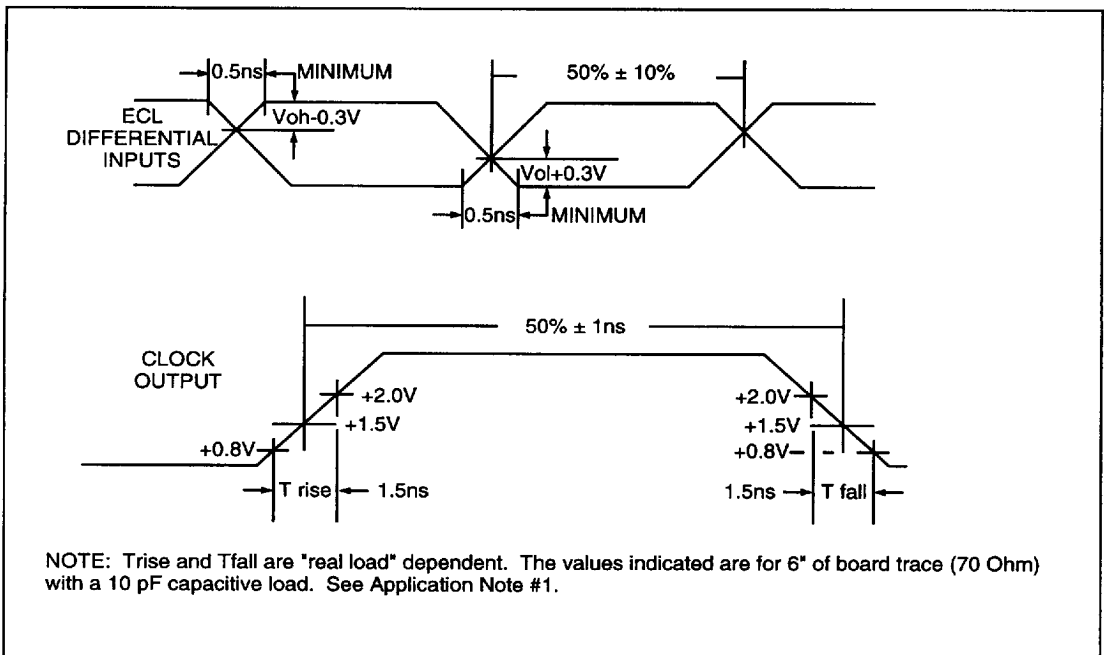 0.5ns MINIMUM
50% ± 10%
ECL
DIFFERENTIAL
INPUTS
Voh-0.3V
Vol+0.3V
0.5ns MINIMUM
50% ± 1ns
CLOCK
OUTPUT
+2.0V
+2.0V
+1.5V
+1.5V
+0.8V
+0.8V
T rise 1.5ns
1.5ns T fall
NOTE: Trise and Tfall are "real load" dependent. The values indicated are for 6" of board trace (70 Ohm)
with a 10 pF capacitive load. See Application Note #1.